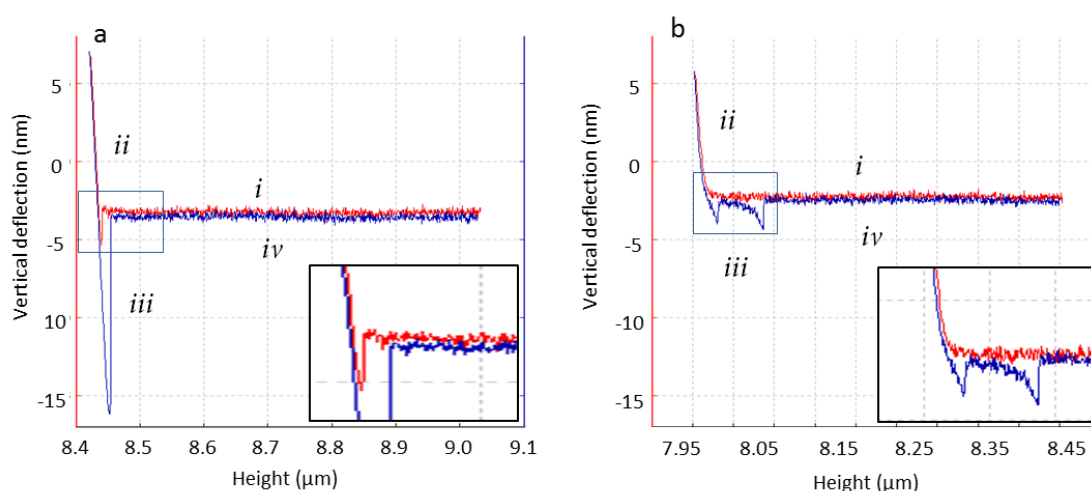 a
5
0
-5
10
-15
Vertical deflection (nm)
ii
i
iv
iii
8.4 8.5 8.6 8.7 8.8 8.9 9.0 9.1
Height (µm)
b
5
0
-5
-10
-15
Vertical deflection (nm)
ii
i
iv
iii
7.95 8.05 8.15 8.25 8.35 8.45
Height (µm)